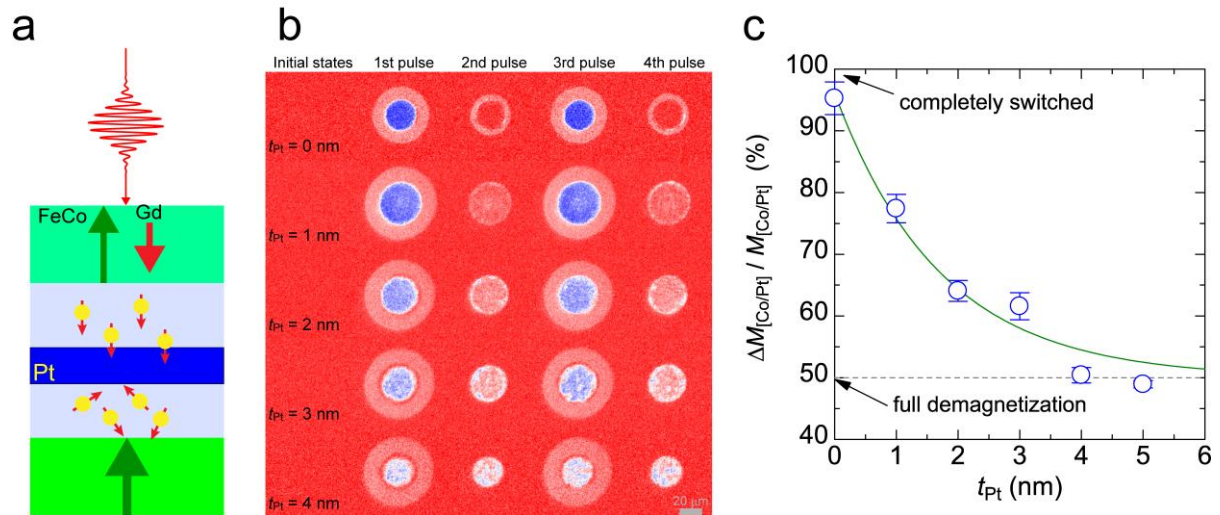 a
FeCo
Gd
Pt
b
Initial states 1st pulse 2nd pulse 3rd pulse 4th pulse
tPt = 0 nm
tPt = 1 nm
tPt = 2 nm
tPt = 3 nm
tPt = 4 nm
20 μm
c
ΔM[Co/Pt] / M[Co/Pt] (%)
100
90
80
70
60
50
40
completely switched
full demagnetization
0 1 2 3 4 5 6
tPt (nm)